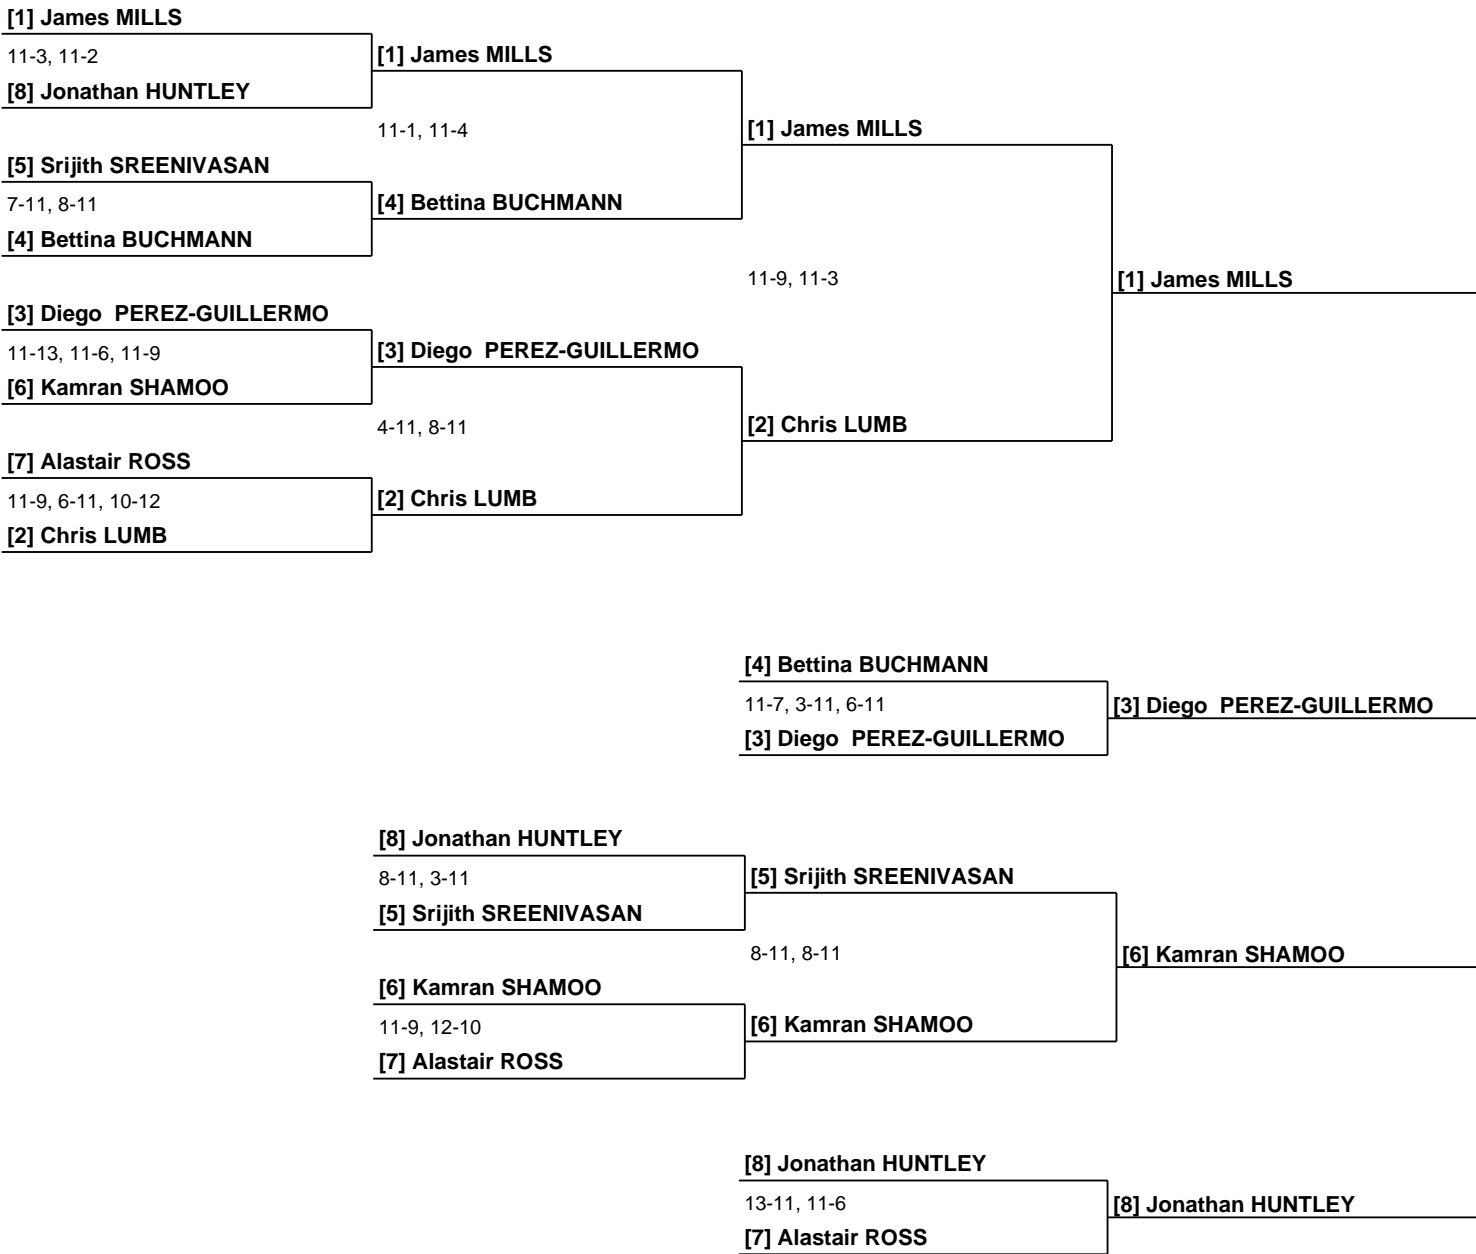 [1] James MILLS
11-3, 11-2
[1] James MILLS
[8] Jonathan HUNTLEY
11-1, 11-4
[1] James MILLS
[5] Srijith SREENIVASAN
7-11, 8-11
[4] Bettina BUCHMANN
[4] Bettina BUCHMANN
11-9, 11-3
[1] James MILLS
[3] Diego  PEREZ-GUILLERMO
11-13, 11-6, 11-9
[3] Diego  PEREZ-GUILLERMO
[6] Kamran SHAMOO
4-11, 8-11
[2] Chris LUMB
[7] Alastair ROSS
11-9, 6-11, 10-12
[2] Chris LUMB
[2] Chris LUMB
[4] Bettina BUCHMANN
11-7, 3-11, 6-11
[3] Diego  PEREZ-GUILLERMO
[3] Diego  PEREZ-GUILLERMO
[8] Jonathan HUNTLEY
8-11, 3-11
[5] Srijith SREENIVASAN
[5] Srijith SREENIVASAN
8-11, 8-11
[6] Kamran SHAMOO
[6] Kamran SHAMOO
11-9, 12-10
[6] Kamran SHAMOO
[7] Alastair ROSS
[8] Jonathan HUNTLEY
13-11, 11-6
[8] Jonathan HUNTLEY
[7] Alastair ROSS